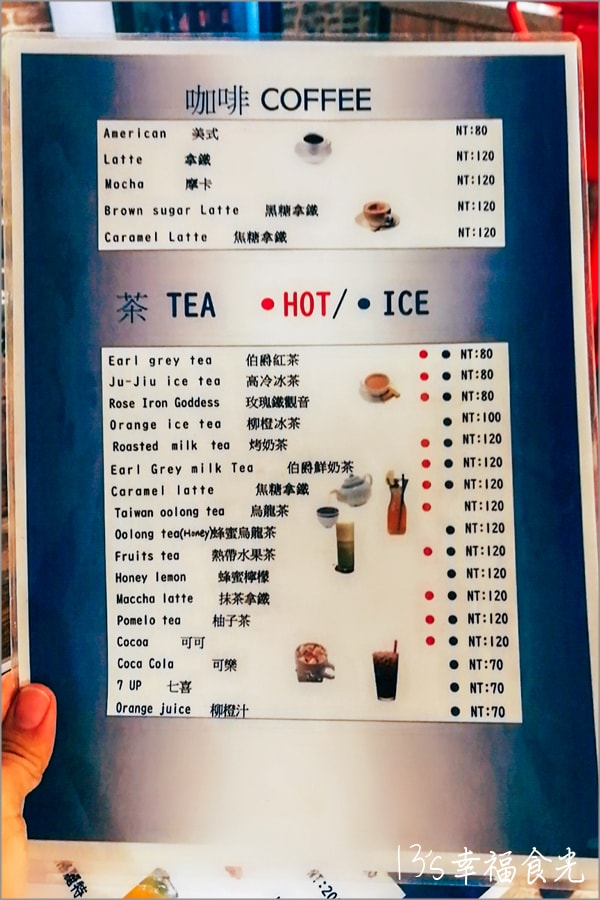 咖啡 COFFEE
American 美式 NT:80
Latte 拿鐵 NT:120
Mocha 摩卡 NT:120
Brown sugar Latte 黑糖拿鐵 NT:120
Caramel Latte 焦糖拿鐵 NT:120
茶 TEA ●HOT/●ICE
Earl grey tea 伯爵紅茶 ● ● NT:80
Ju-Jiu ice tea 高冷冰茶 ● ● NT:80
Rose Iron Goddess 玫瑰鐵觀音 ● ● NT:80
Orange ice tea 柳橙冰茶 ● NT:100
Roasted milk tea 烤奶茶 ● ● NT:120
Earl Grey milk Tea 伯爵鮮奶茶 ● ● NT:120
Caramel latte 焦糖拿鐵 ● ● NT:120
Taiwan oolong tea 烏龍茶 ● NT:120
Oolong tea(Honey)蜂蜜烏龍茶 ● NT:120
Fruits tea 熱帶水果茶 ● ● NT:120
Honey lemon 蜂蜜檸檬 ● NT:120
Maccha latte 抹茶拿鐵 ● ● NT:120
Pomelo tea 柚子茶 ● ● NT:120
Cocoa 可可 ● ● NT:120
Coca Cola 可樂 ● NT:70
7 UP 七喜 ● NT:70
Orange juice 柳橙汁 ● NT:70
13's幸福食光